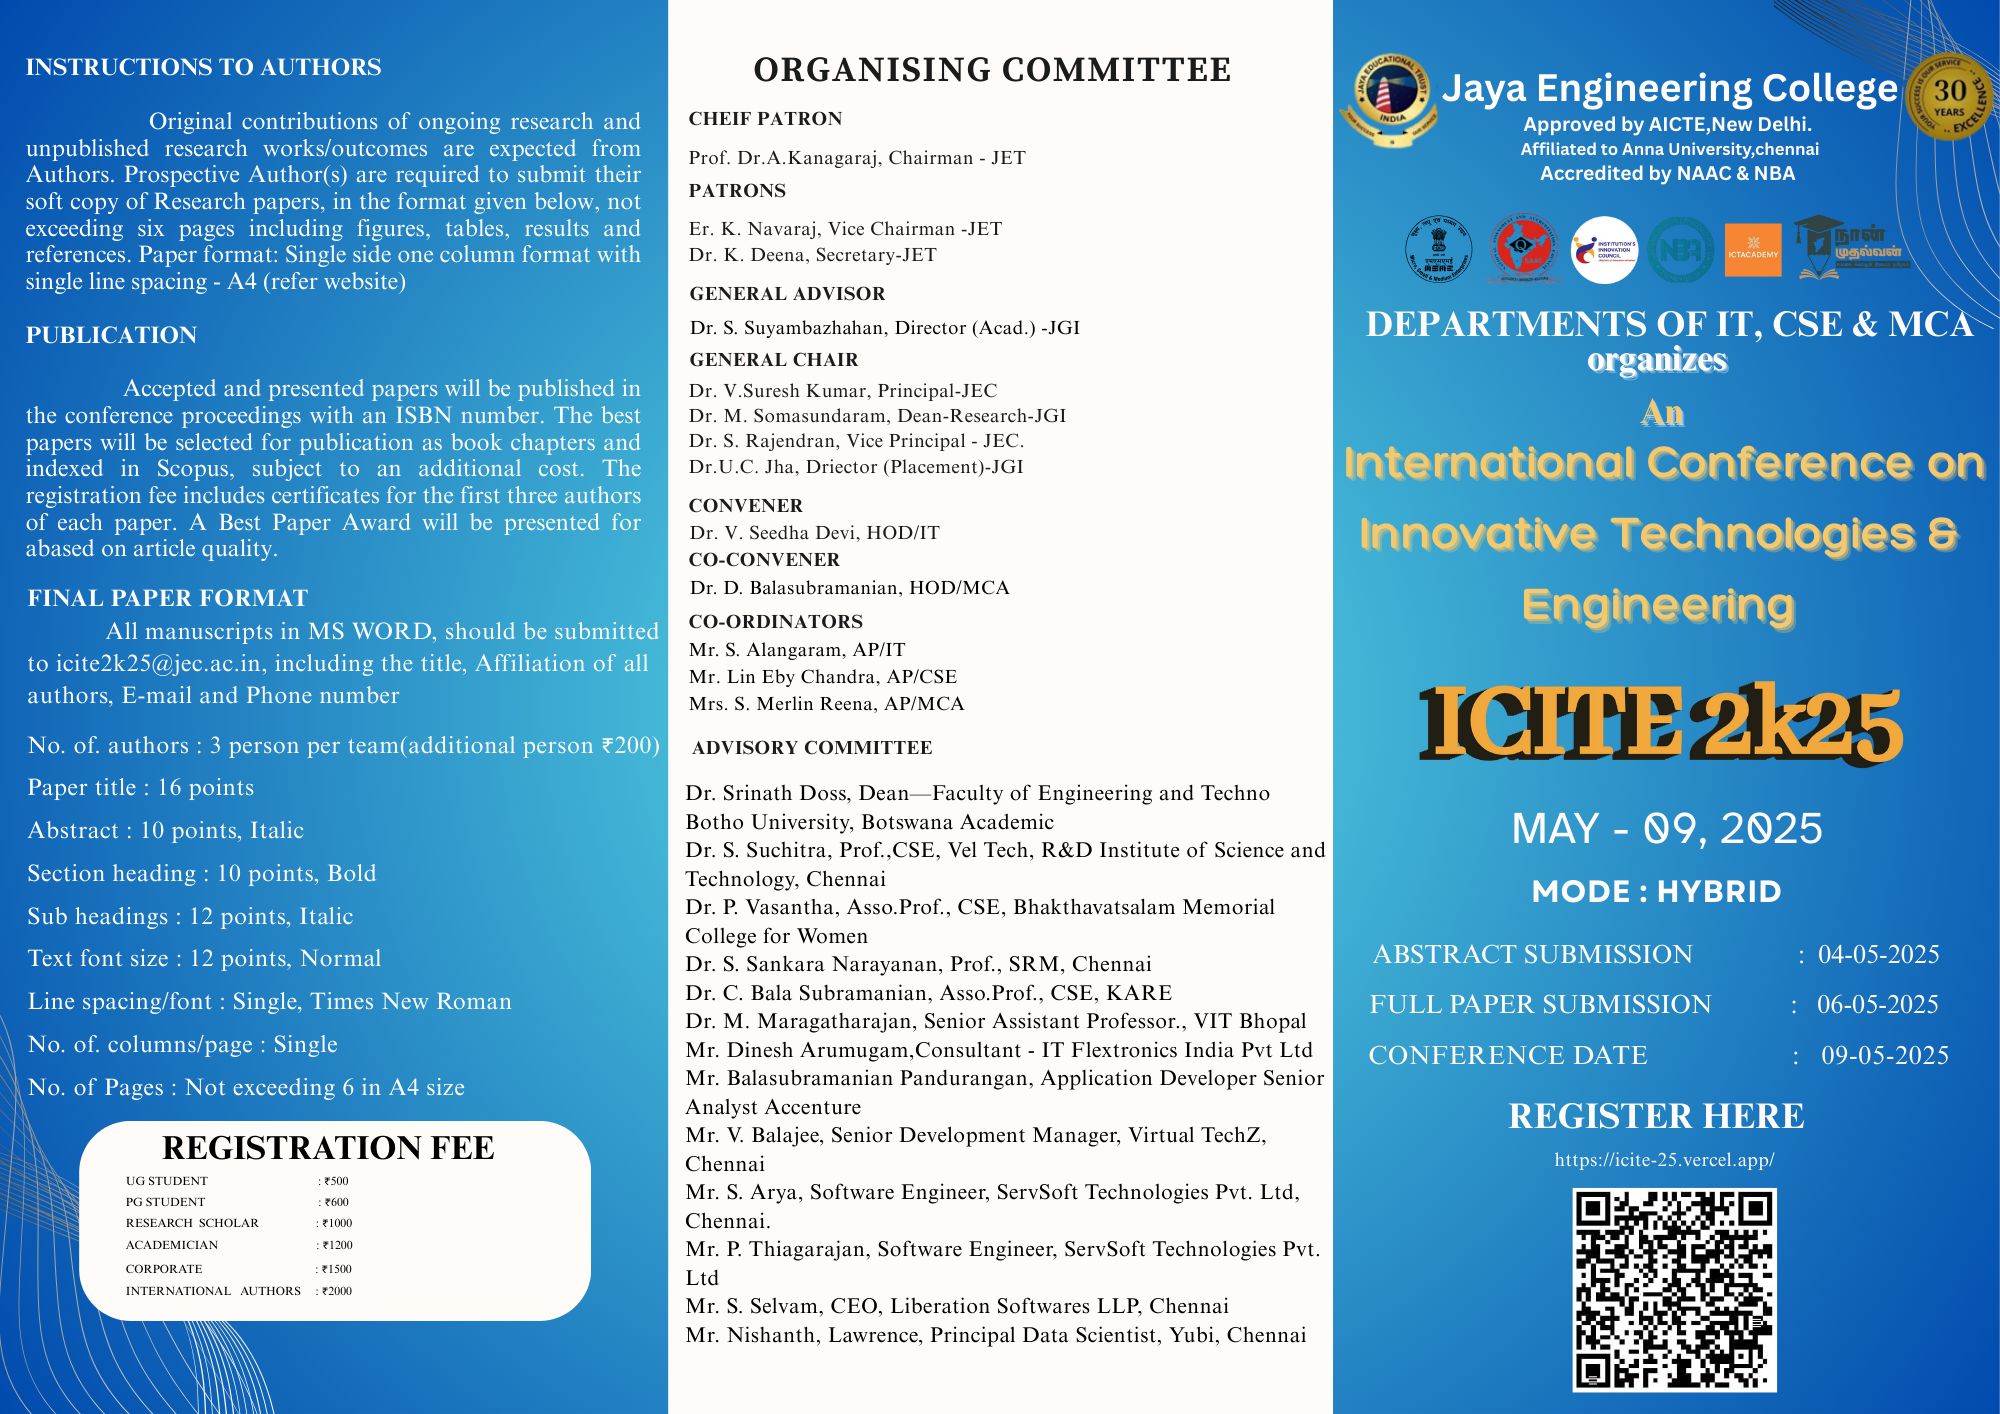 INSTRUCTIONS TO AUTHORS
Original contributions of ongoing research and
unpublished research works/outcomes are expected from
Authors. Prospective Author(s) are required to submit their
soft copy of Research papers, in the format given below, not
exceeding six pages including figures, tables, results and
references. Paper format: Single side one column format with
single line spacing - A4 (refer website)
PUBLICATION
Accepted and presented papers will be published in
the conference proceedings with an ISBN number. The best
papers will be selected for publication as book chapters and
indexed in Scopus, subject to an additional cost. The
registration fee includes certificates for the first three authors
of each paper. A Best Paper Award will be presented for
abased on article quality.
FINAL PAPER FORMAT
All manuscripts in MS WORD, should be submitted
to icite2k25@jec.ac.in, including the title, Affiliation of all
authors, E-mail and Phone number
No. of. authors : 3 person per team(additional person ₹200)
Paper title : 16 points
Abstract : 10 points, Italic
Section heading : 10 points, Bold
Sub headings : 12 points, Italic
Text font size : 12 points, Normal
Line spacing/font : Single, Times New Roman
No. of. columns/page : Single
No. of Pages : Not exceeding 6 in A4 size
REGISTRATION FEE
UG STUDENT : ₹500
PG STUDENT : ₹600
RESEARCH SCHOLAR : ₹1000
ACADEMICIAN : ₹1200
CORPORATE : ₹1500
INTERNATIONAL AUTHORS : ₹2000
ORGANISING COMMITTEE
CHEIF PATRON
Prof. Dr.A.Kanagaraj, Chairman - JET
PATRONS
Er. K. Navaraj, Vice Chairman -JET
Dr. K. Deena, Secretary-JET
GENERAL ADVISOR
Dr. S. Suyambazhahan, Director (Acad.) -JGI
GENERAL CHAIR
Dr. V.Suresh Kumar, Principal-JEC
Dr. M. Somasundaram, Dean-Research-JGI
Dr. S. Rajendran, Vice Principal - JEC.
Dr.U.C. Jha, Driector (Placement)-JGI
CONVENER
Dr. V. Seedha Devi, HOD/IT
CO-CONVENER
Dr. D. Balasubramanian, HOD/MCA
CO-ORDINATORS
Mr. S. Alangaram, AP/IT
Mr. Lin Eby Chandra, AP/CSE
Mrs. S. Merlin Reena, AP/MCA
ADVISORY COMMITTEE
Dr. Srinath Doss, Dean—Faculty of Engineering and Techno
Botho University, Botswana Academic
Dr. S. Suchitra, Prof.,CSE, Vel Tech, R&D Institute of Science and
Technology, Chennai
Dr. P. Vasantha, Asso.Prof., CSE, Bhakthavatsalam Memorial
College for Women
Dr. S. Sankara Narayanan, Prof., SRM, Chennai
Dr. C. Bala Subramanian, Asso.Prof., CSE, KARE
Dr. M. Maragatharajan, Senior Assistant Professor., VIT Bhopal
Mr. Dinesh Arumugam,Consultant - IT Flextronics India Pvt Ltd
Mr. Balasubramanian Pandurangan, Application Developer Senior
Analyst Accenture
Mr. V. Balajee, Senior Development Manager, Virtual TechZ,
Chennai
Mr. S. Arya, Software Engineer, ServSoft Technologies Pvt. Ltd,
Chennai.
Mr. P. Thiagarajan, Software Engineer, ServSoft Technologies Pvt.
Ltd
Mr. S. Selvam, CEO, Liberation Softwares LLP, Chennai
Mr. Nishanth, Lawrence, Principal Data Scientist, Yubi, Chennai
JAYA EDUCATIONAL TRUST
INDIA
Jaya Engineering College
30
YEARS
EXCELLENCE
Approved by AICTE,New Delhi.
Affiliated to Anna University,chennai
Accredited by NAAC & NBA
INSTITUTION'S
INNOVATION
COUNCIL
NBA
ICTACADEMY
நான்
முதல்வன்
DEPARTMENTS OF IT, CSE & MCA
organizes
An
International Conference on
Innovative Technologies &
Engineering
ICITE 2k25
MAY - 09, 2025
MODE : HYBRID
ABSTRACT SUBMISSION : 04-05-2025
FULL PAPER SUBMISSION : 06-05-2025
CONFERENCE DATE : 09-05-2025
REGISTER HERE
https://icite-25.vercel.app/